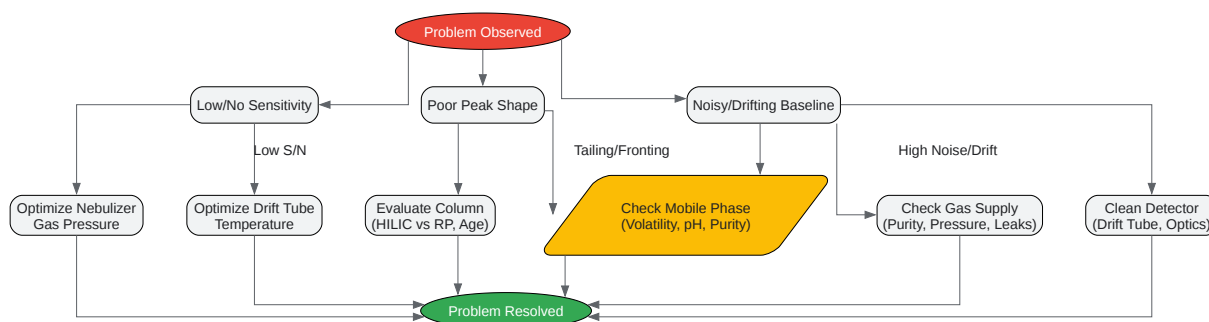 Problem Observed
Low/No Sensitivity
Poor Peak Shape
Noisy/Drifting Baseline
Low S/N
Tailing/Fronting
High Noise/Drift
Optimize Nebulizer
Gas Pressure
Optimize Drift Tube
Temperature
Evaluate Column
(HILIC vs RP, Age)
Check Mobile Phase
(Volatility, pH, Purity)
Check Gas Supply
(Purity, Pressure, Leaks)
Clean Detector
(Drift Tube, Optics)
Problem Resolved